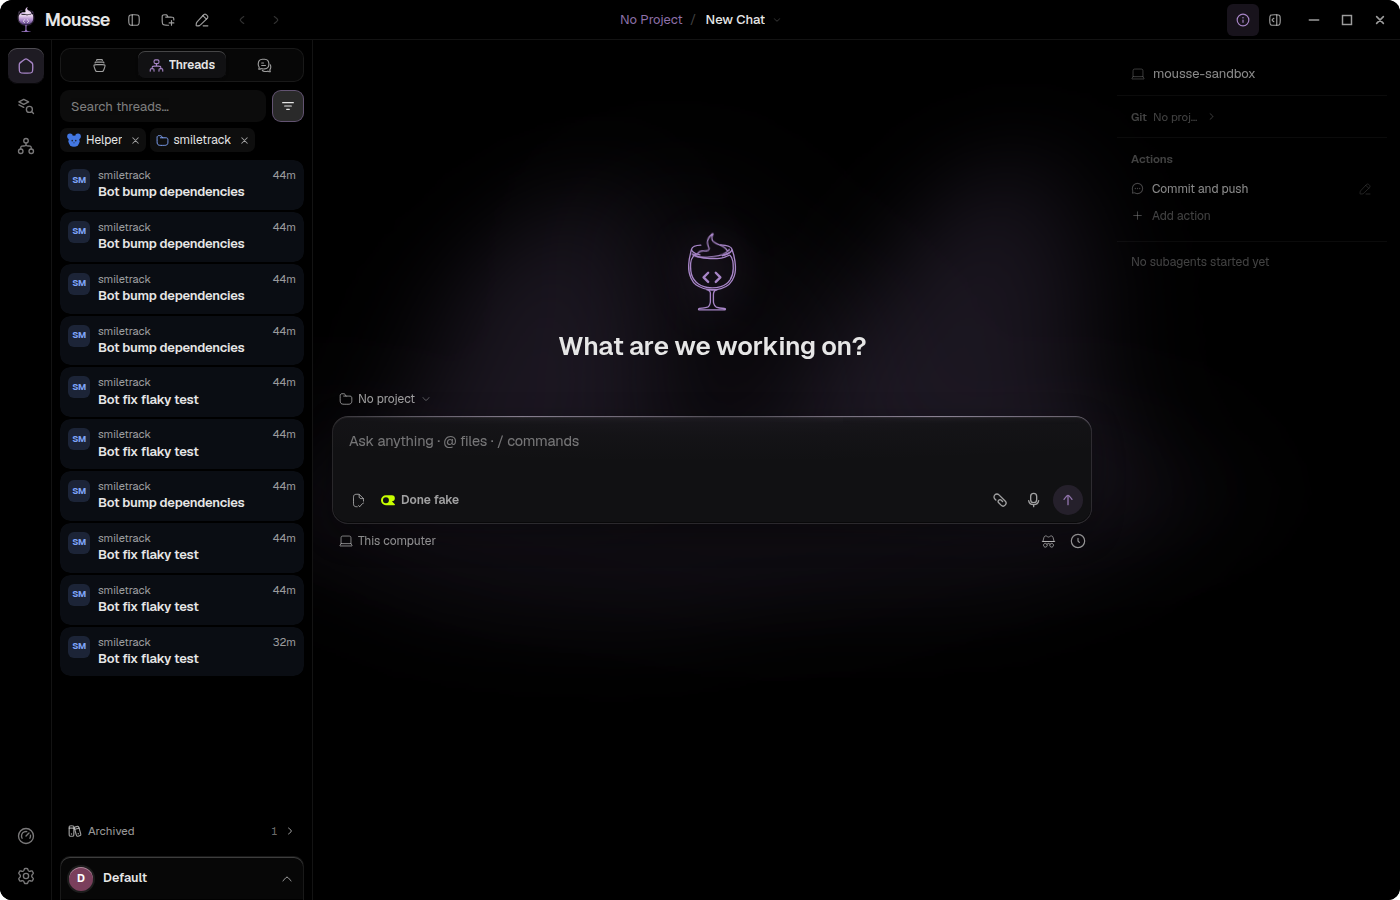 Mousse
No Project / New Chat
Threads
Search threads...
Helper
smiletrack
SM
smiletrack
44m
Bot bump dependencies
SM
smiletrack
44m
Bot bump dependencies
SM
smiletrack
44m
Bot bump dependencies
SM
smiletrack
44m
Bot bump dependencies
SM
smiletrack
44m
Bot fix flaky test
SM
smiletrack
44m
Bot fix flaky test
SM
smiletrack
44m
Bot bump dependencies
SM
smiletrack
44m
Bot fix flaky test
SM
smiletrack
44m
Bot fix flaky test
SM
smiletrack
32m
Bot fix flaky test
Archived
1
D
Default
What are we working on?
No project
Ask anything · @ files · / commands
Done fake
This computer
mousse-sandbox
Git No proj...
Actions
Commit and push
Add action
No subagents started yet